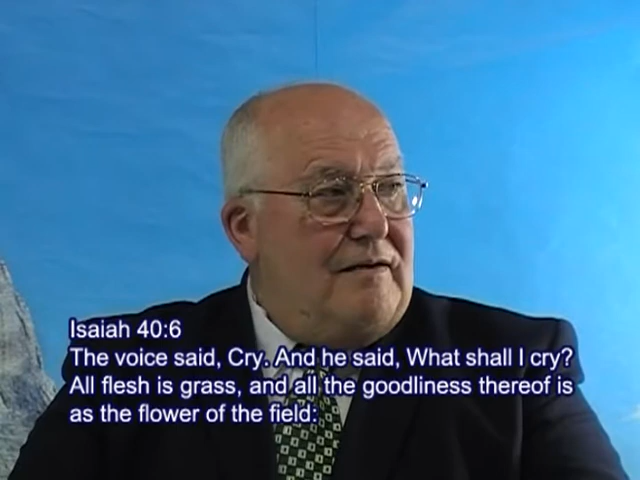 Isaiah 40:6
The voice said, Cry. And he said, What shall I cry?
All flesh is grass, and all the goodliness thereof is
as the flower of the field: